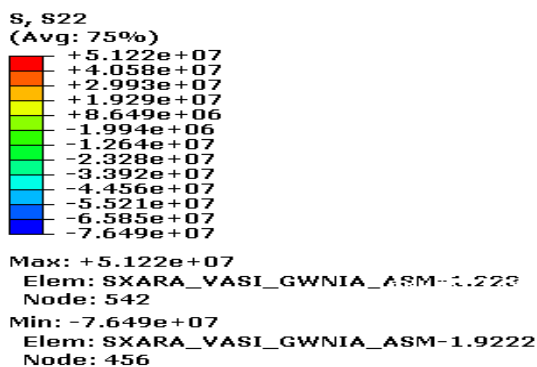 S, S22
(Avg: 75%)
+5.122e+07
+4.058e+07
+2.993e+07
+1.929e+07
+8.649e+06
-1.994e+06
-1.264e+07
-2.328e+07
-3.392e+07
-4.456e+07
-5.521e+07
-6.585e+07
-7.649e+07
Max: +5.122e+07
Elem: SXARA_VASI_GWNIA_ASM-1.223
Node: 542
Min: -7.649e+07
Elem: SXARA_VASI_GWNIA_ASM-1.9222
Node: 456